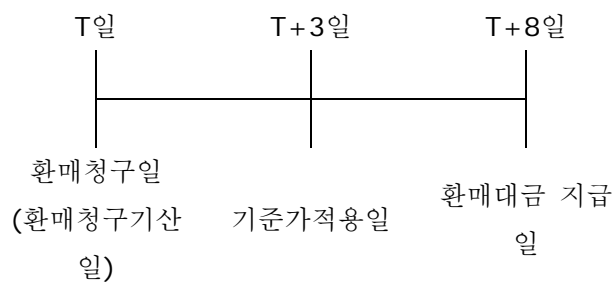 T일 T+3일 T+8일
환매청구일
(환매청구기산
일)
기준가적용일
환매대금 지급
일